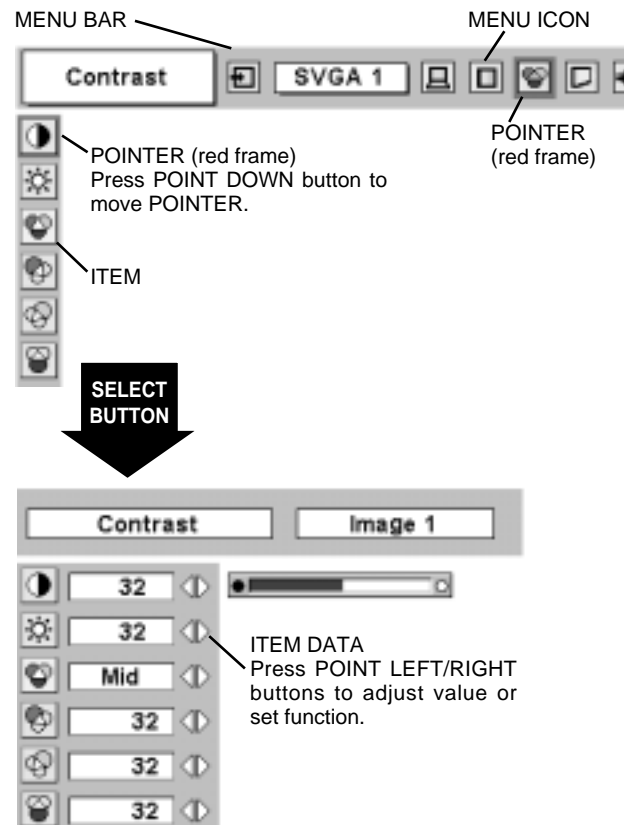 MENU BAR
MENU ICON
Contrast
SVGA 1
POINTER
(red frame)
POINTER (red frame)
Press POINT DOWN button to
move POINTER.
ITEM
SELECT
BUTTON
Contrast
Image 1
32
32
ITEM DATA
Press POINT LEFT/RIGHT
buttons to adjust value or
set function.
Mid
32
32
32